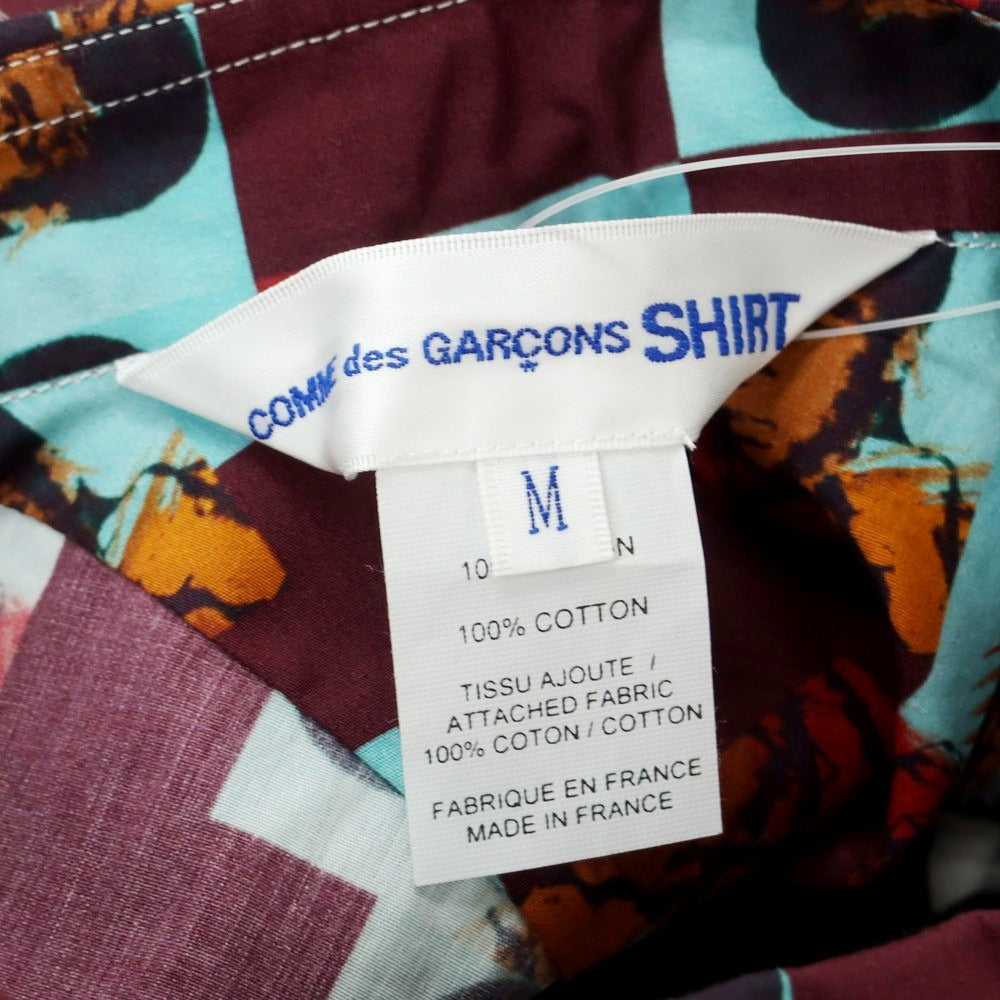 COMME des GARÇONS SHIRT
M
100% COTTON
TISSU AJOUTE /
ATTACHED FABRIC
100% COTON / COTTON
FABRIQUE EN FRANCE
MADE IN FRANCE